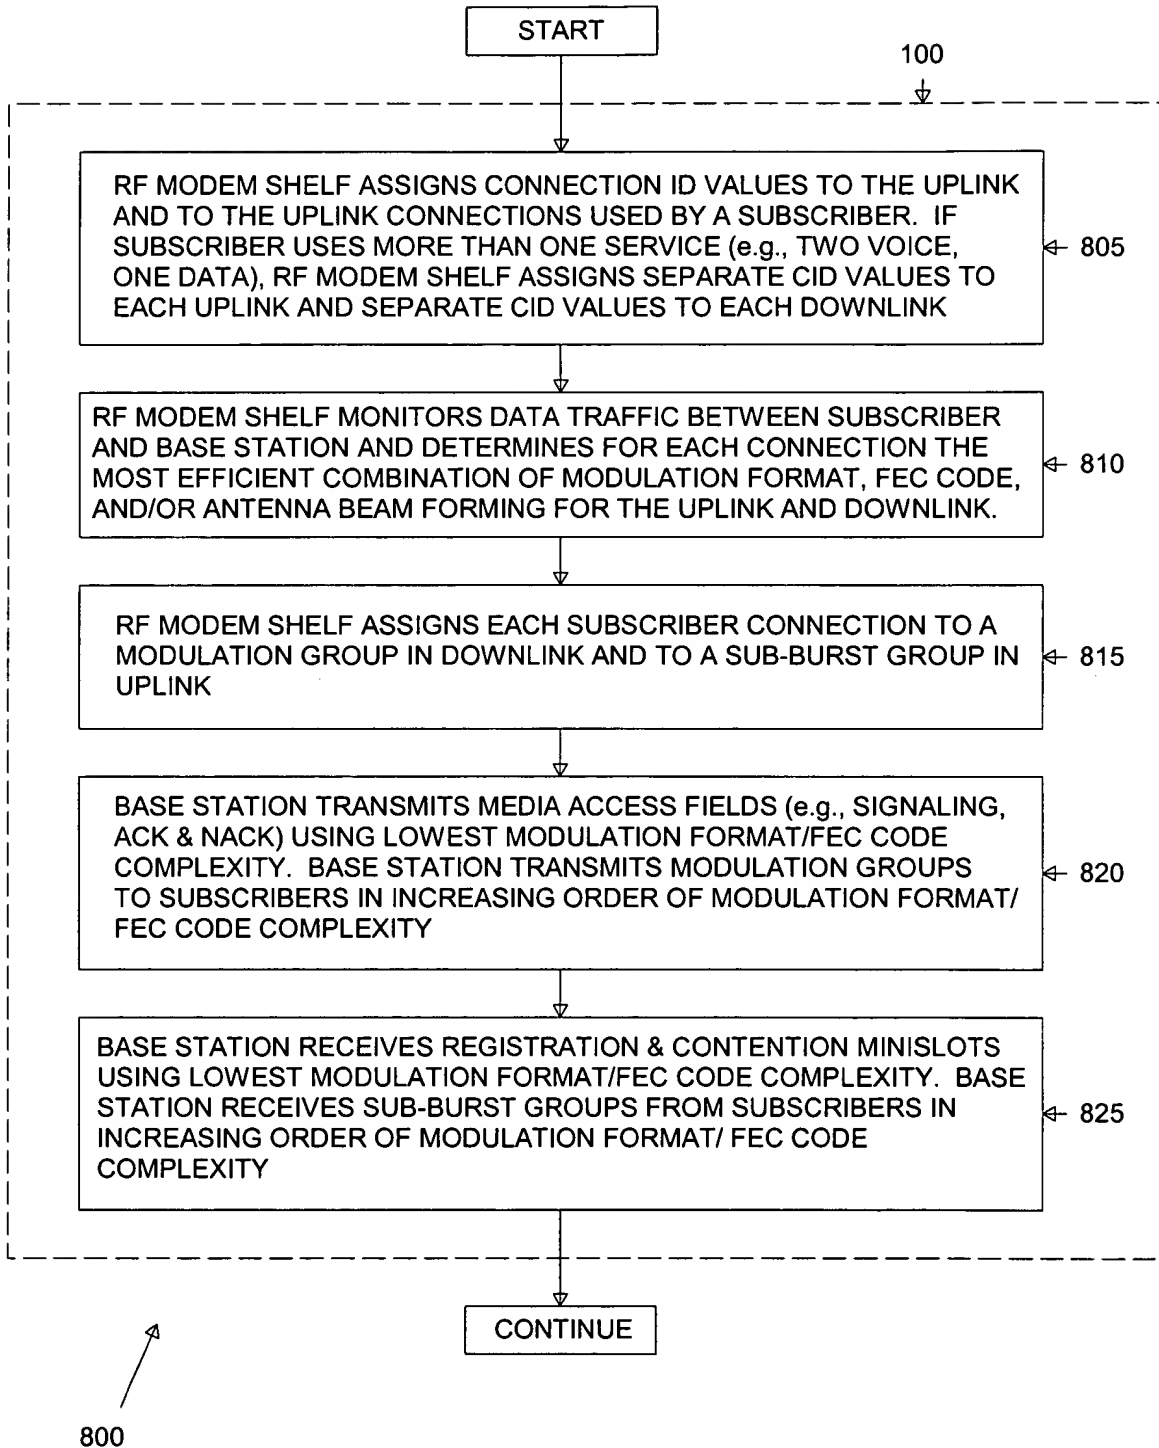 START
100
RF MODEM SHELF ASSIGNS CONNECTION ID VALUES TO THE UPLINK
AND TO THE UPLINK CONNECTIONS USED BY A SUBSCRIBER. IF
SUBSCRIBER USES MORE THAN ONE SERVICE (e.g., TWO VOICE,
ONE DATA), RF MODEM SHELF ASSIGNS SEPARATE CID VALUES TO
EACH UPLINK AND SEPARATE CID VALUES TO EACH DOWNLINK
805
RF MODEM SHELF MONITORS DATA TRAFFIC BETWEEN SUBSCRIBER
AND BASE STATION AND DETERMINES FOR EACH CONNECTION THE
MOST EFFICIENT COMBINATION OF MODULATION FORMAT, FEC CODE,
AND/OR ANTENNA BEAM FORMING FOR THE UPLINK AND DOWNLINK.
810
RF MODEM SHELF ASSIGNS EACH SUBSCRIBER CONNECTION TO A
MODULATION GROUP IN DOWNLINK AND TO A SUB-BURST GROUP IN
UPLINK
815
BASE STATION TRANSMITS MEDIA ACCESS FIELDS (e.g., SIGNALING,
ACK & NACK) USING LOWEST MODULATION FORMAT/FEC CODE
COMPLEXITY. BASE STATION TRANSMITS MODULATION GROUPS
TO SUBSCRIBERS IN INCREASING ORDER OF MODULATION FORMAT/
FEC CODE COMPLEXITY
820
BASE STATION RECEIVES REGISTRATION & CONTENTION MINISLOTS
USING LOWEST MODULATION FORMAT/FEC CODE COMPLEXITY. BASE
STATION RECEIVES SUB-BURST GROUPS FROM SUBSCRIBERS IN
INCREASING ORDER OF MODULATION FORMAT/ FEC CODE
COMPLEXITY
825
CONTINUE
800